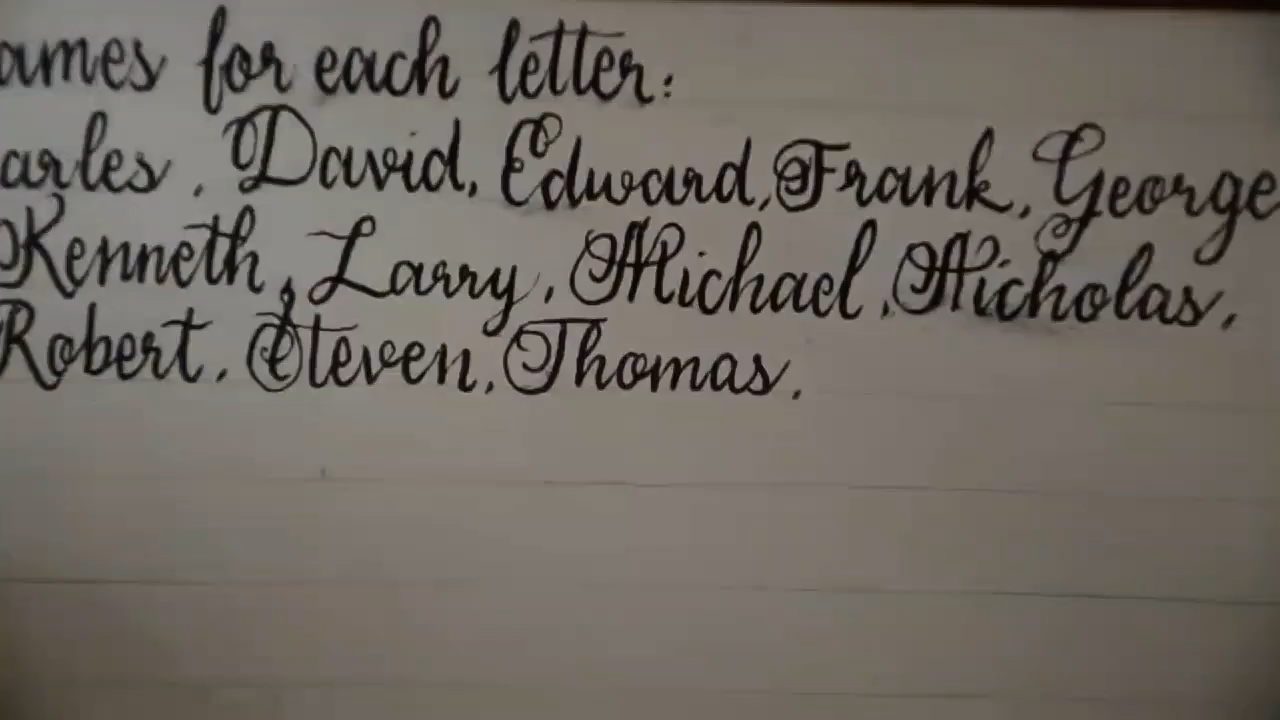 ames for each letter:
arles, David, Edward, Frank, George
Kenneth, Larry, Michael, Nicholas,
Robert, Steven, Thomas.